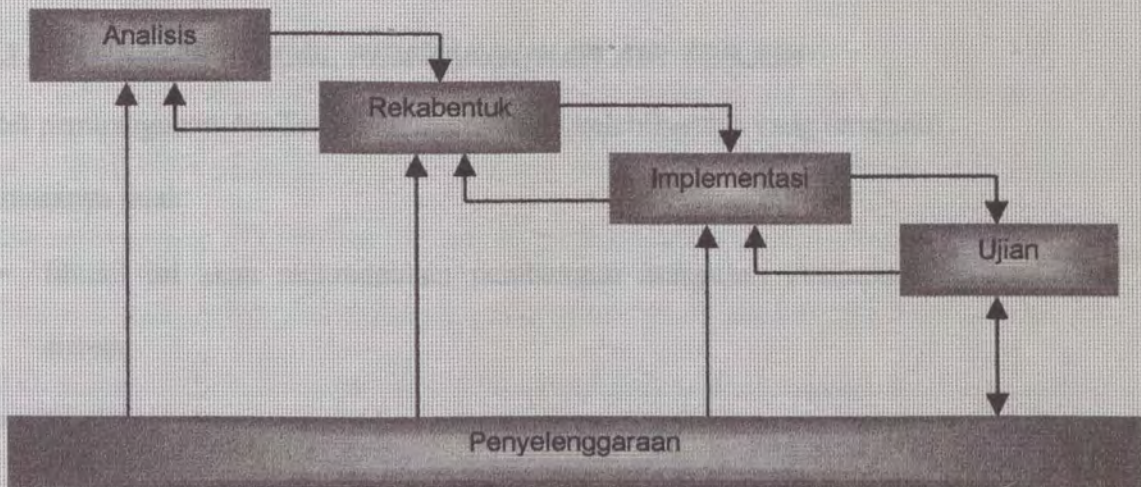 Analisis
Rekabentuk
Implementasi
Ujian
Penyelenggaraan